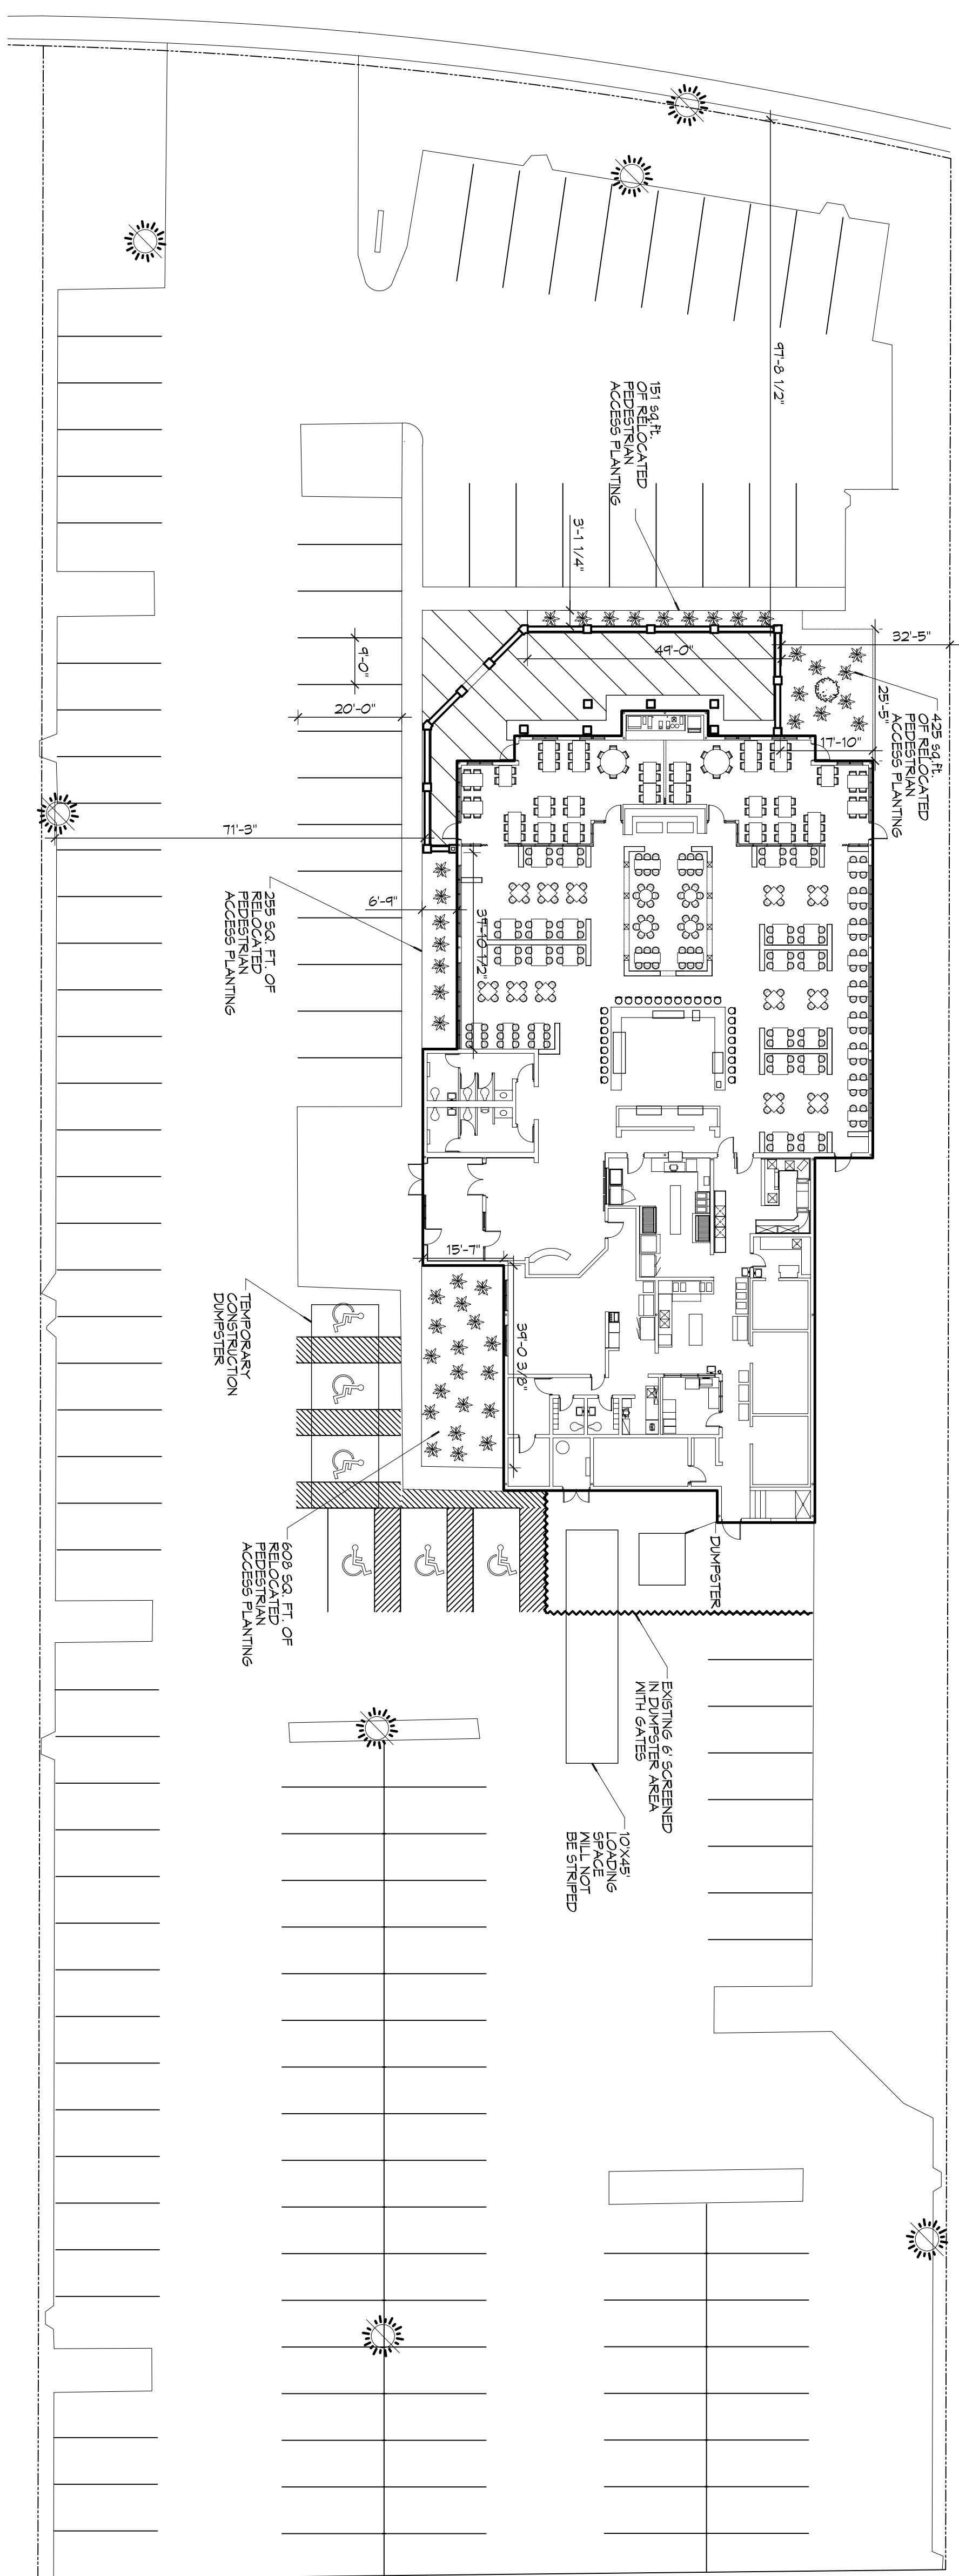 97'-8 1/2"
151 sq.ft.
OF RELOCATED
PEDESTRIAN
ACCESS PLANTING
3'-1 1/4"
32'-5"
49'-0"
25'-5"
17'-10"
425 sq.ft.
OF RELOCATED
PEDESTRIAN
ACCESS PLANTING
9'-0"
20'-0"
71'-3"
6'-9"
255 SQ. FT. OF
RELOCATED
PEDESTRIAN
ACCESS PLANTING
15'-7"
39'-0 3/8"
TEMPORARY
CONSTRUCTION
DUMPSTER
608 SQ. FT. OF
RELOCATED
PEDESTRIAN
ACCESS PLANTING
DUMPSTER
EXISTING 6' SCREENED
IN DUMPSTER AREA
WITH GATES
10'X45'
LOADING
SPACE
WILL NOT
BE STRIPED